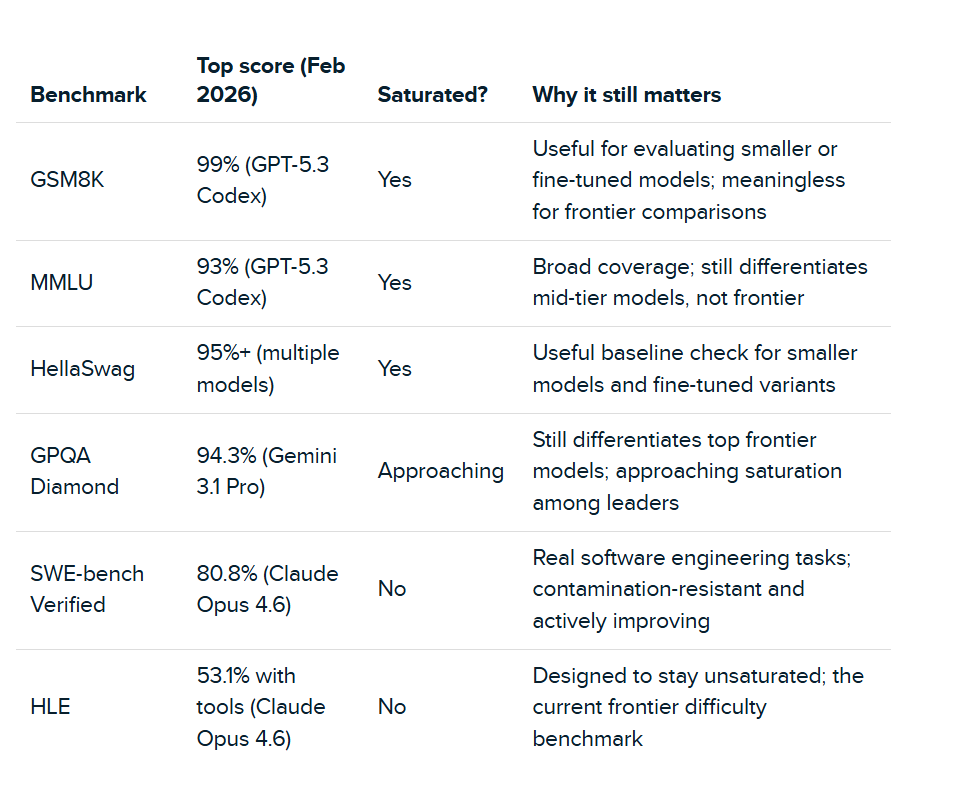 Benchmark
Top score (Feb
2026)
Saturated?
Why it still matters
GSM8K
99% (GPT-5.3
Codex)
Yes
Useful for evaluating smaller or
fine-tuned models; meaningless
for frontier comparisons
MMLU
93% (GPT-5.3
Codex)
Yes
Broad coverage; still differentiates
mid-tier models, not frontier
HellaSwag
95%+ (multiple
models)
Yes
Useful baseline check for smaller
models and fine-tuned variants
GPQA
Diamond
94.3% (Gemini
3.1 Pro)
Approaching
Still differentiates top frontier
models; approaching saturation
among leaders
SWE-bench
Verified
80.8% (Claude
Opus 4.6)
No
Real software engineering tasks;
contamination-resistant and
actively improving
HLE
53.1% with
tools (Claude
Opus 4.6)
No
Designed to stay unsaturated; the
current frontier difficulty
benchmark